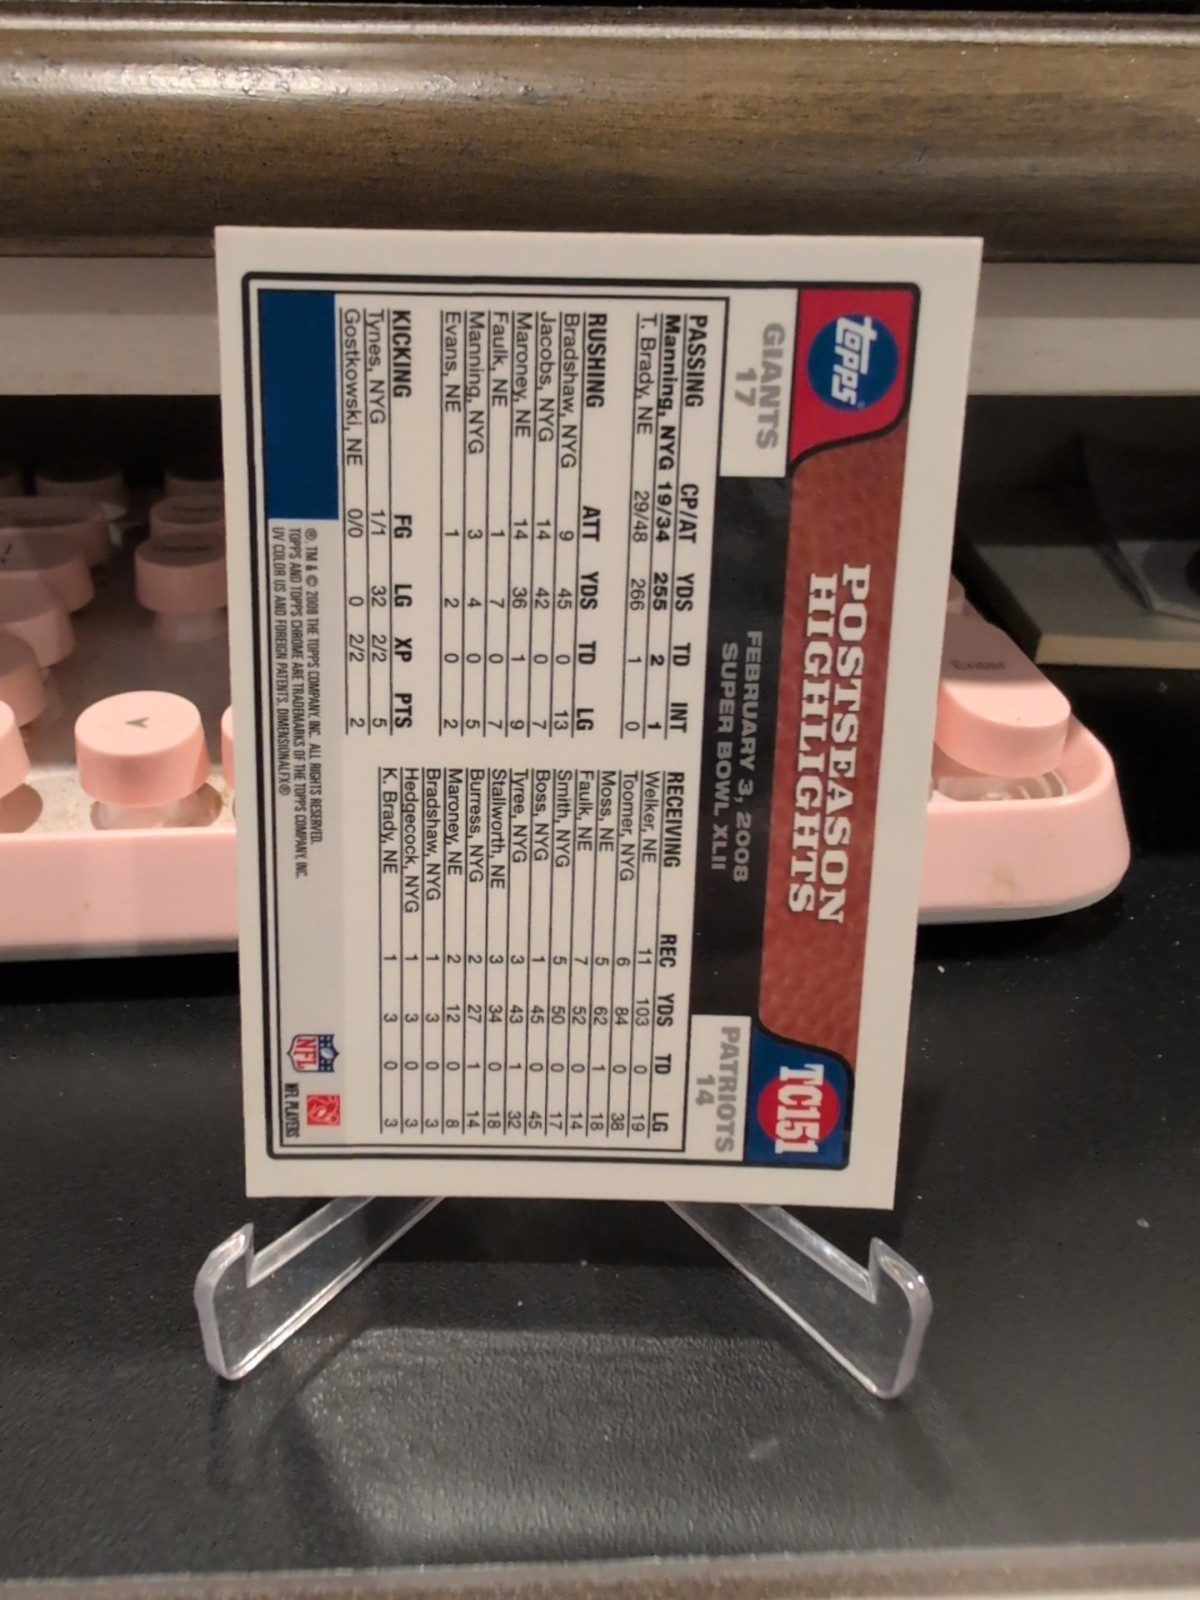 topps
POSTSEASON
HIGHLIGHTS
TC151
GIANTS
17
FEBRUARY 3, 2008
SUPER BOWL XLII
PATRIOTS
14
PASSING CP/AT YDS TD INT
Manning, NYG 19/34 255 2 1
T. Brady, NE 29/48 266 1 0
RUSHING ATT YDS TD LG
Bradshaw, NYG 9 45 0 13
Jacobs, NYG 14 42 0 7
Maroney, NE 14 36 1 9
Faulk, NE 1 7 0 7
Manning, NYG 3 4 0 5
Evans, NE 1 2 0 2
KICKING FG LG XP PTS
Tynes, NYG 1/1 32 2/2 5
Gostkowski, NE 0/0 0 2/2 2
RECEIVING REC YDS TD LG
Welker, NE 11 103 0 19
Toomer, NYG 6 84 0 38
Moss, NE 5 62 1 18
Faulk, NE 7 52 0 14
Smith, NYG 5 50 0 17
Boss, NYG 1 45 0 45
Tyree, NYG 3 43 1 32
Stallworth, NE 3 34 0 18
Burress, NYG 2 27 1 14
Maroney, NE 2 12 0 8
Bradshaw, NYG 1 3 0 3
Hedgecock, NYG 1 3 0 3
K. Brady, NE 1 3 0 3
®, TM & © 2008 THE TOPPS COMPANY, INC. ALL RIGHTS RESERVED.
TOPPS AND TOPPS CHROME ARE TRADEMARKS OF THE TOPPS COMPANY, INC.
UV COLOR US AND FOREIGN PATENTS. DIMENSIONALFX®
NFL
NFL PLAYERS
Enter